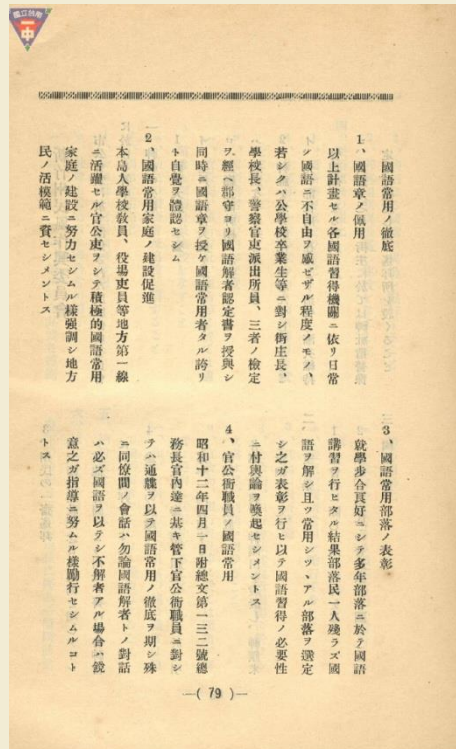 國立台南
一中
國語常用ノ徹底
1、國語章ノ佩用
以上計畫セル各國語習得機關ニ依リ日常
國語ニ不自由ヲ感ゼザル程度ノモノ、
若シクハ公學校卒業生等ニ對シ街庄長、
學校長、警察官吏派出所員、三者ノ檢定
ヲ經ヘ郡守ヨリ國語解者認定書ヲ授與シ
同時ニ國語章ヲ授ケ國語常用者タル誇リ
ト自覺ヲ體認セシム
2、國語常用家庭ノ建設促進
本島人學校敎員、役場吏員等地方第一線
ニ活躍セル官公吏ヲシテ積極的國語常用
家庭ノ建設ニ努力セシムル樣强調シ地方
民ノ活模範ニ資セシメントス
3、國語常用部落ノ表彰
就學步合良好ニシテ多年部落ニ於テ國語
講習ヲ行ヒタル結果部落民一人殘ラズ國
語ヲ解シ且ツ常用シツヽアル部落ヲ選定
シ之ガ表彰ヲ行ヒ以テ國語習得ノ必要性
ニ付輿論ヲ喚起セシメントス
4、官公衙職員ノ國語常用
昭和十二年四月一日附總文第一三二號總
務長官內達ニ基キ管下官公衙職員ニ對シ
テハ通牒ヲ以テ國語常用ノ徹底ヲ期シ殊
ニ同僚間ノ會話ハ勿論國語解者トノ對話
ハ必ズ國語ヲ以テシ不解者アル場合ハ銳
意之ガ指導ニ努ムル樣勵行セシムルコト
トス
—( 79 )—